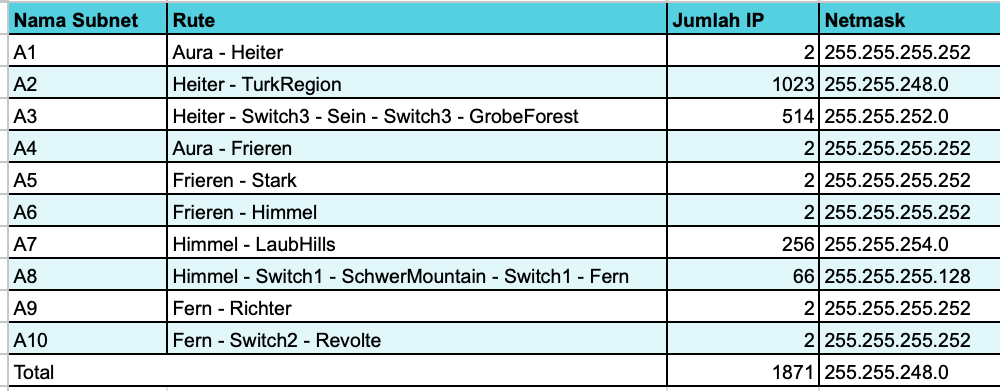 Nama Subnet Rute Jumlah IP Netmask
A1 Aura - Heiter 2 255.255.255.252
A2 Heiter - TurkRegion 1023 255.255.248.0
A3 Heiter - Switch3 - Sein - Switch3 - GrobeForest 514 255.255.252.0
A4 Aura - Frieren 2 255.255.255.252
A5 Frieren - Stark 2 255.255.255.252
A6 Frieren - Himmel 2 255.255.255.252
A7 Himmel - LaubHills 256 255.255.254.0
A8 Himmel - Switch1 - SchwerMountain - Switch1 - Fern 66 255.255.255.128
A9 Fern - Richter 2 255.255.255.252
A10 Fern - Switch2 - Revolte 2 255.255.255.252
Total 1871 255.255.248.0